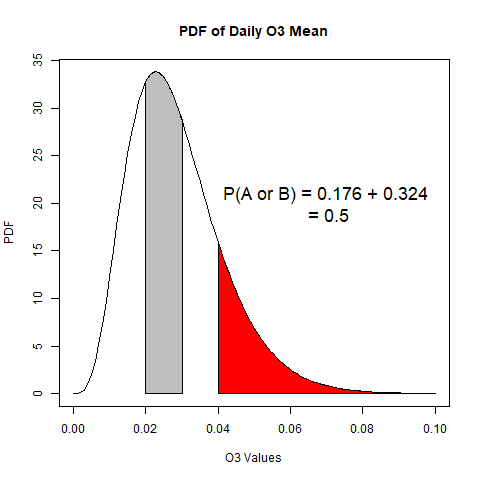 PDF of Daily O3 Mean
35
30
25
20
15
10
5
0
PDF
P(A or B) = 0.176 + 0.324
= 0.5
0.00 0.02 0.04 0.06 0.08 0.10
O3 Values